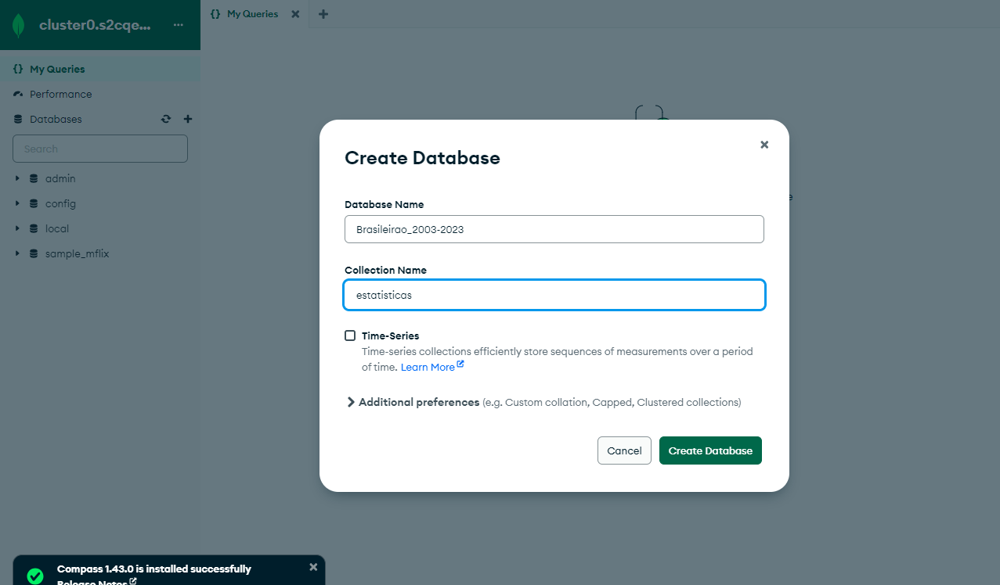 cluster0.s2cqe...
My Queries
My Queries
Performance
Databases
Search
admin
config
local
sample_mflix
Create Database
Database Name
Brasileirao_2003-2023
Collection Name
estatisticas
Time-Series
Time-series collections efficiently store sequences of measurements over a period
of time. Learn More
Additional preferences (e.g. Custom collation, Capped, Clustered collections)
Cancel
Create Database
Compass 1.43.0 is installed successfully
Release Notes